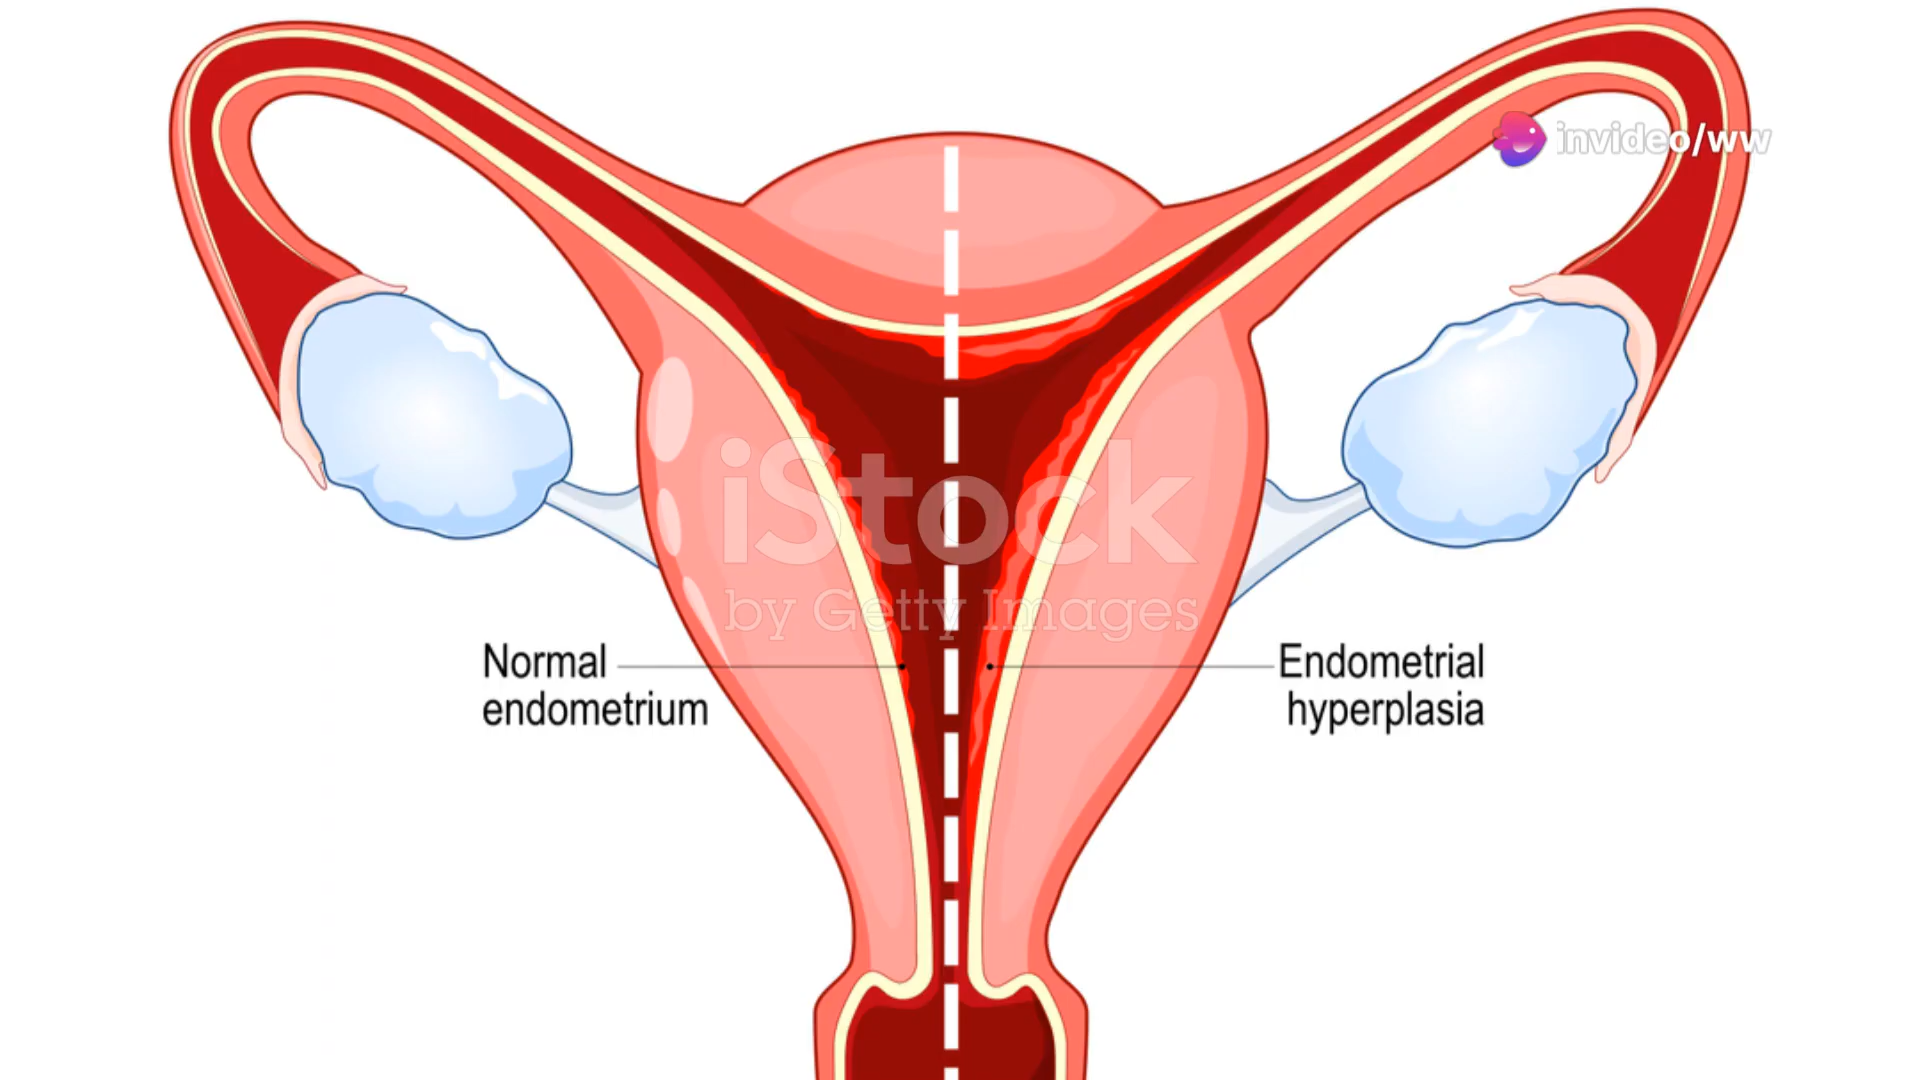 invideo/ww
iStock
by Getty Images
Normal
endometrium
Endometrial
hyperplasia